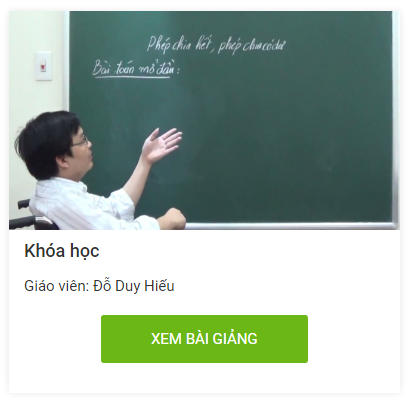 Phép chia hết, phép chia có dư
Bài toán mở đầu :
Khóa học
Giáo viên: Đỗ Duy Hiếu
XEM BÀI GIẢNG